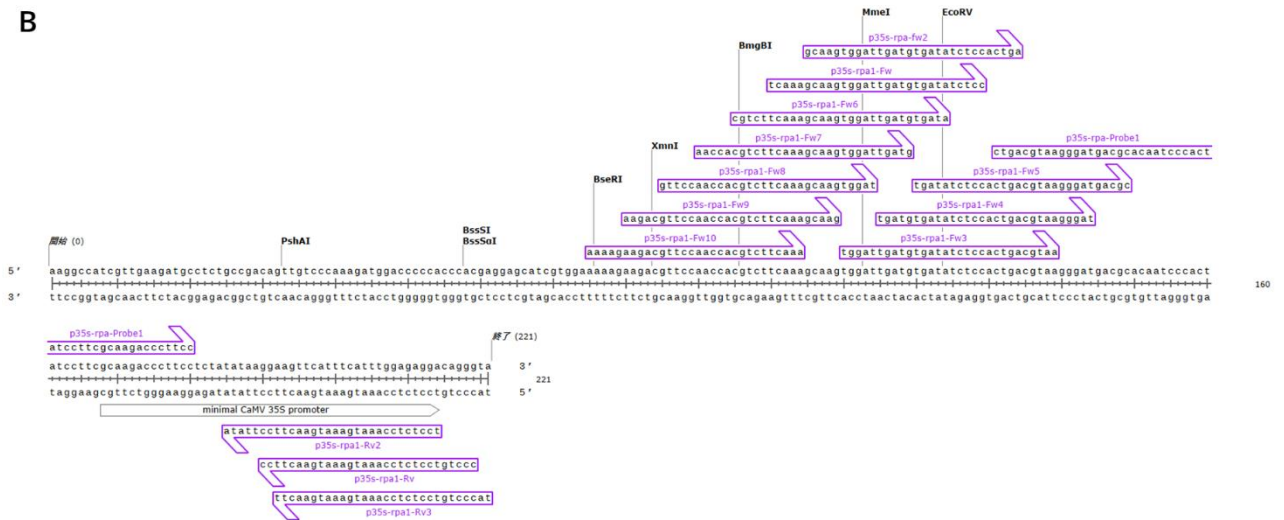 B
MmeI
EcoRV
p35s-rpa-fw2
BmgBI
gcaagtggattgatgtgatatctccactga
p35s-rpa1-Fw
tcaaagcaagtggattgatgtgatatctcc
p35s-rpa1-Fw6
cgtcttcaaagcaagtggattgatgtgata
p35s-rpa1-Fw7
p35s-rpa-Probe1
XmnI
aaccacgtcttcaaagcaagtggattgatg
ctgacgtaagggatgacgcacaatcccact
p35s-rpa1-Fw8
p35s-rpa1-Fw5
BseRI
gttccaaccacgtcttcaaagcaagtggat
tgatatctccactgacgtaagggatgacgc
p35s-rpa1-Fw9
p35s-rpa1-Fw4
aagacgttccaaccacgtcttcaaagcaag
tgatgtgatatctccactgacgtaagggat
BssSI
BssSαI
p35s-rpa1-Fw10
p35s-rpa1-Fw3
開始 (0)
PshAI
aaaagaagacgttccaaccacgtcttcaaa
tggattgatgtgatatctccactgacgtaa
5 ' aaggccatcgttgaagatgcctctgccgacagttgtcccaaagatggacccccacccacgaggagcatcgtggaaaaagaagacgttccaaccacgtcttcaaagcaagtggattgatgtgatatctccactgacgtaagggatgacgcacaatcccact
160
3 ' ttccggtagcaacttctacggagacggctgtcaacagggtttctacctgggggtgggtgctcctcgtagcacctttttcttctgcaaggttggtgcagaagtttcgttcacctaactacactatagaggtgactgcattccctactgcgtgttagggtga
p35s-rpa-Probe1
終了 (221)
atccttcgcaagacccttcc
atccttcgcaagacccttcctctatataaggaagttcatttcatttggagaggacagggta 3 '
221
taggaagcgttctgggaaggagatatattccttcaagtaaagtaaacctctcctgtcccat 5 '
minimal CaMV 35S promoter
atattccttcaagtaaagtaaacctctcct
p35s-rpa1-Rv2
ccttcaagtaaagtaaacctctcctgtccc
p35s-rpa1-Rv
ttcaagtaaagtaaacctctcctgtcccat
p35s-rpa1-Rv3